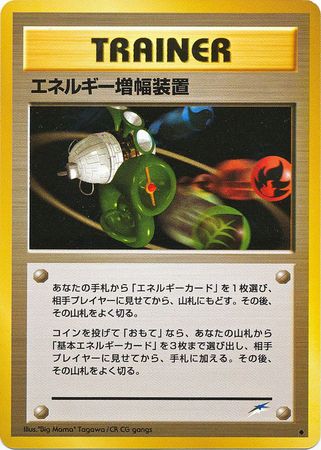 TRAINER
エネルギー増幅装置
あなたの手札から「エネルギーカード」を1枚選び、
相手プレイヤーに見せてから、山札にもどす。その後、
その山札をよく切る。
コインを投げて「おもて」なら、あなたの山札から
「基本エネルギーカード」を3枚まで選び出し、相手プ
レイヤーに見せてから、手札に加える。その後、その
山札をよく切る。
Illus."Big Mama" Tagawa/CR CG gangs